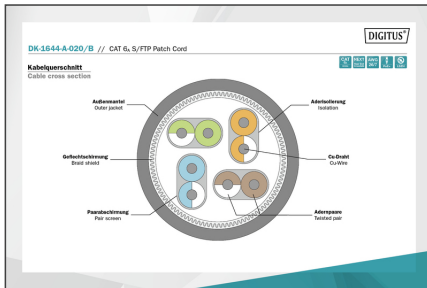 DIGITUS
DK-1644-A-020/B // CAT 6A S/FTP Patch Cord
Kabelquerschnitt
Cable cross section
Außenmantel
Outer jacket
Aderisolierung
Isolation
Geflechtschirmung
Braid shield
Cu-Draht
Cu-Wire
Paarabschirmung
Pair screen
Adernpaare
Twisted pair